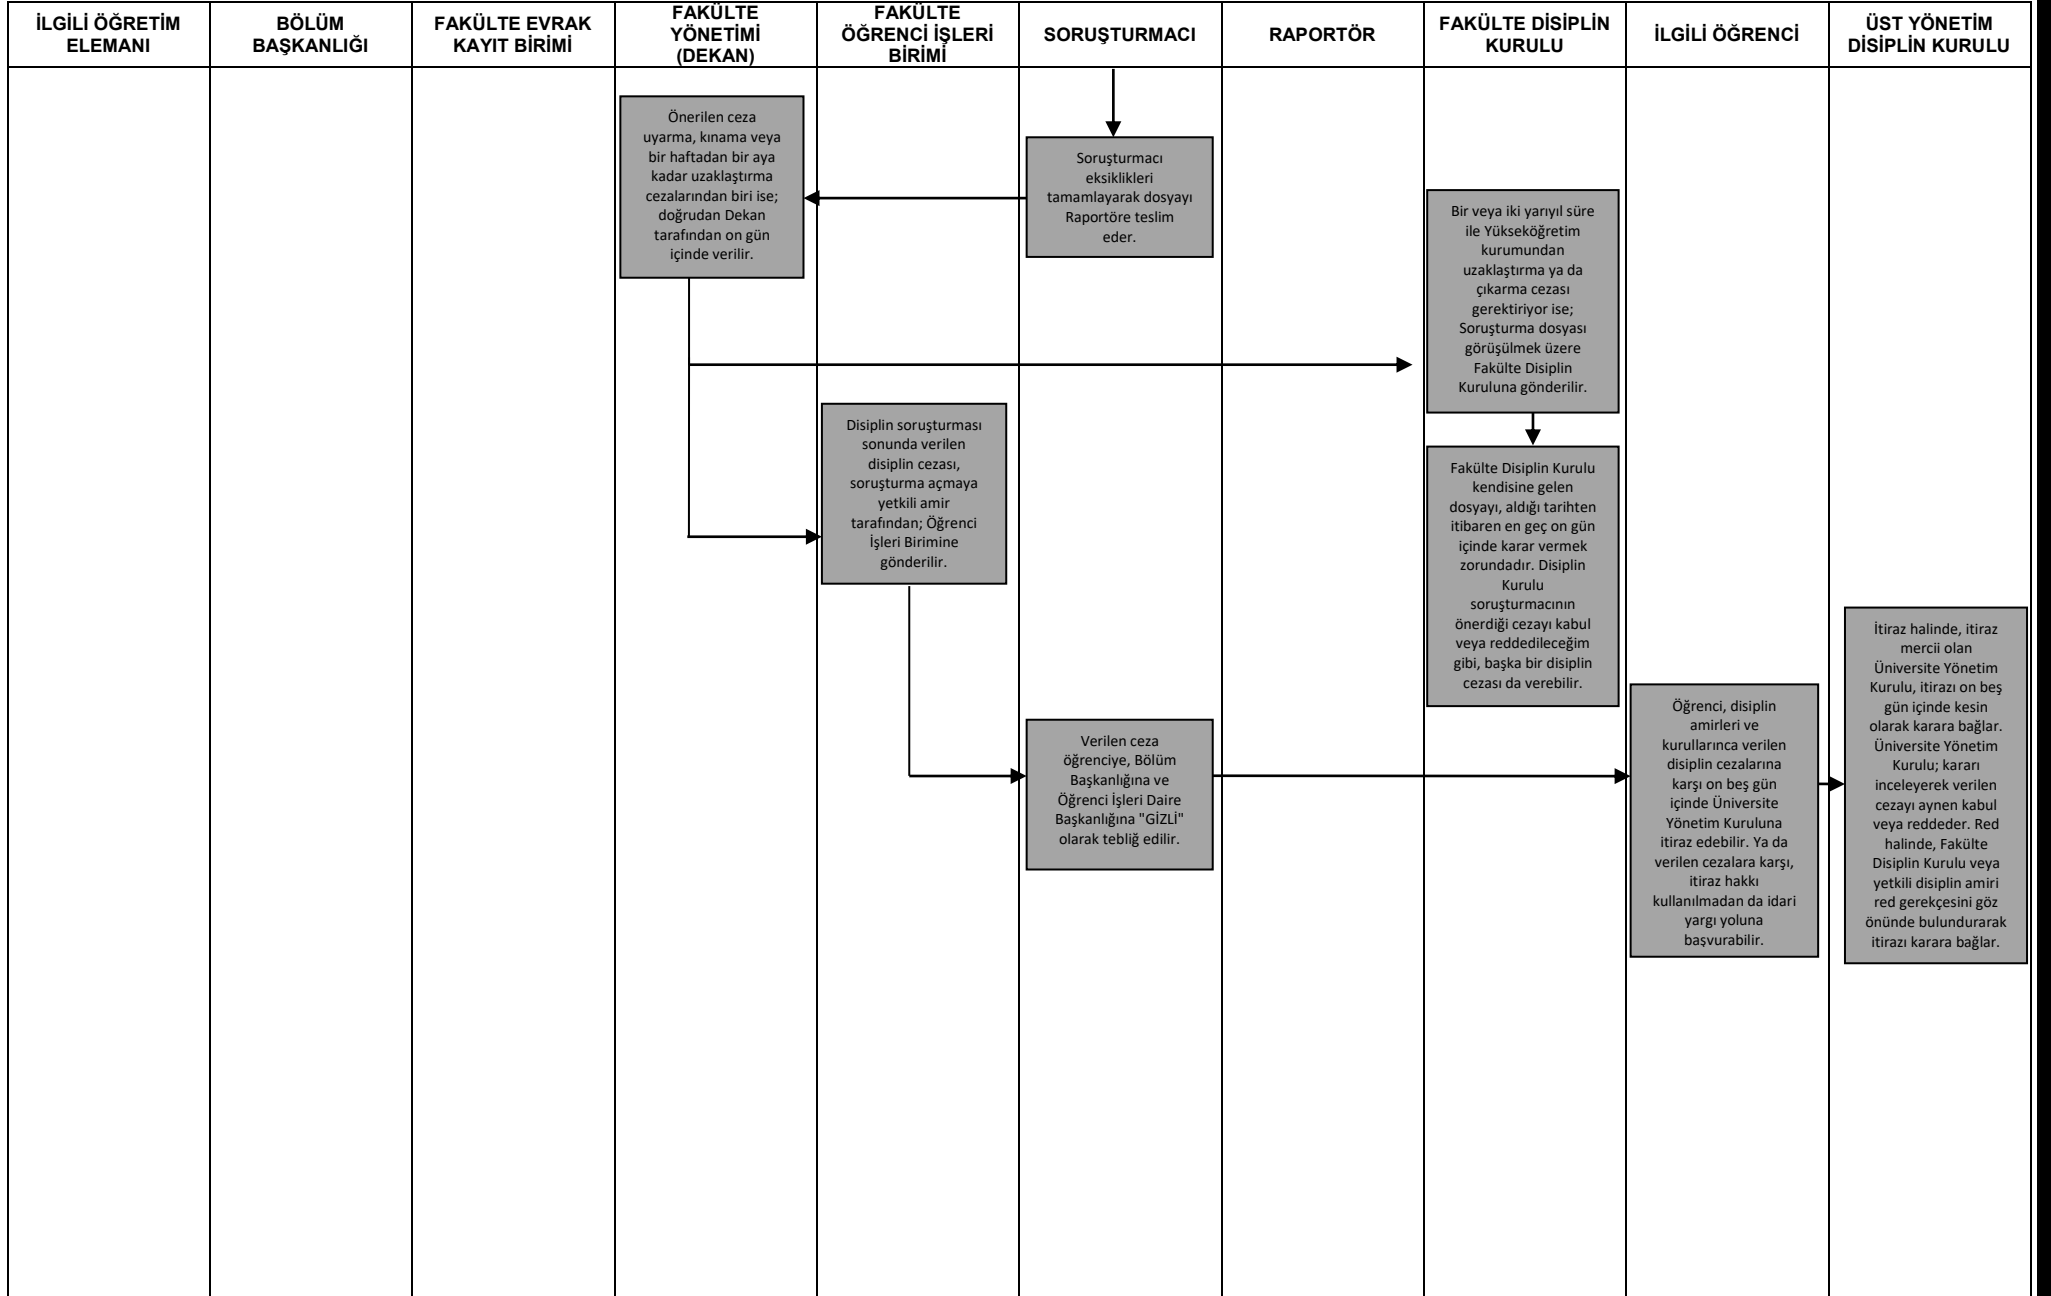 İLGİLİ ÖĞRETİM
ELEMANI
BÖLÜM
BAŞKANLIĞI
FAKÜLTE EVRAK
KAYIT BİRİMİ
FAKÜLTE
YÖNETİMİ
(DEKAN)
FAKÜLTE
ÖĞRENCİ İŞLERİ
BİRİMİ
SORUŞTURMACI
RAPORTÖR
FAKÜLTE DİSİPLİN
KURULU
İLGİLİ ÖĞRENCİ
ÜST YÖNETİM
DİSİPLİN KURULU
Soruşturmacı
eksiklikleri
tamamlayarak dosyayı
Raportöre teslim
eder.
Önerilen ceza
uyarma, kınama veya
bir haftadan bir aya
kadar uzaklaştırma
cezalarından biri ise;
doğrudan Dekan
tarafından on gün
içinde verilir.
Bir veya iki yarıyıl süre
ile Yükseköğretim
kurumundan
uzaklaştırma ya da
çıkarma cezası
gerektiriyor ise;
Soruşturma dosyası
görüşülmek üzere
Fakülte Disiplin
Kuruluna gönderilir.
Fakülte Disiplin Kurulu
kendisine gelen
dosyayı, aldığı tarihten
itibaren en geç on gün
içinde karar vermek
zorundadır. Disiplin
Kurulu
soruşturmacının
önerdiği cezayı kabul
veya reddedileceğim
gibi, başka bir disiplin
cezası da verebilir.
Disiplin soruşturması
sonunda verilen
disiplin cezası,
soruşturma açmaya
yetkili amir
tarafından; Öğrenci
İşleri Birimine
gönderilir.
Verilen ceza
öğrenciye, Bölüm
Başkanlığına ve
Öğrenci İşleri Daire
Başkanlığına "GİZLİ"
olarak tebliğ edilir.
Öğrenci, disiplin
amirleri ve
kurullarınca verilen
disiplin cezalarına
karşı on beş gün
içinde Üniversite
Yönetim Kuruluna
itiraz edebilir. Ya da
verilen cezalara karşı,
itiraz hakkı
kullanılmadan da idari
yargı yoluna
başvurabilir.
İtiraz halinde, itiraz
mercii olan
Üniversite Yönetim
Kurulu, itirazı on beş
gün içinde kesin
olarak karara bağlar.
Üniversite Yönetim
Kurulu; kararı
inceleyerek verilen
cezayı aynen kabul
veya reddeder. Red
halinde, Fakülte
Disiplin Kurulu veya
yetkili disiplin amiri
red gerekçesini göz
önünde bulundurarak
itirazı karara bağlar.